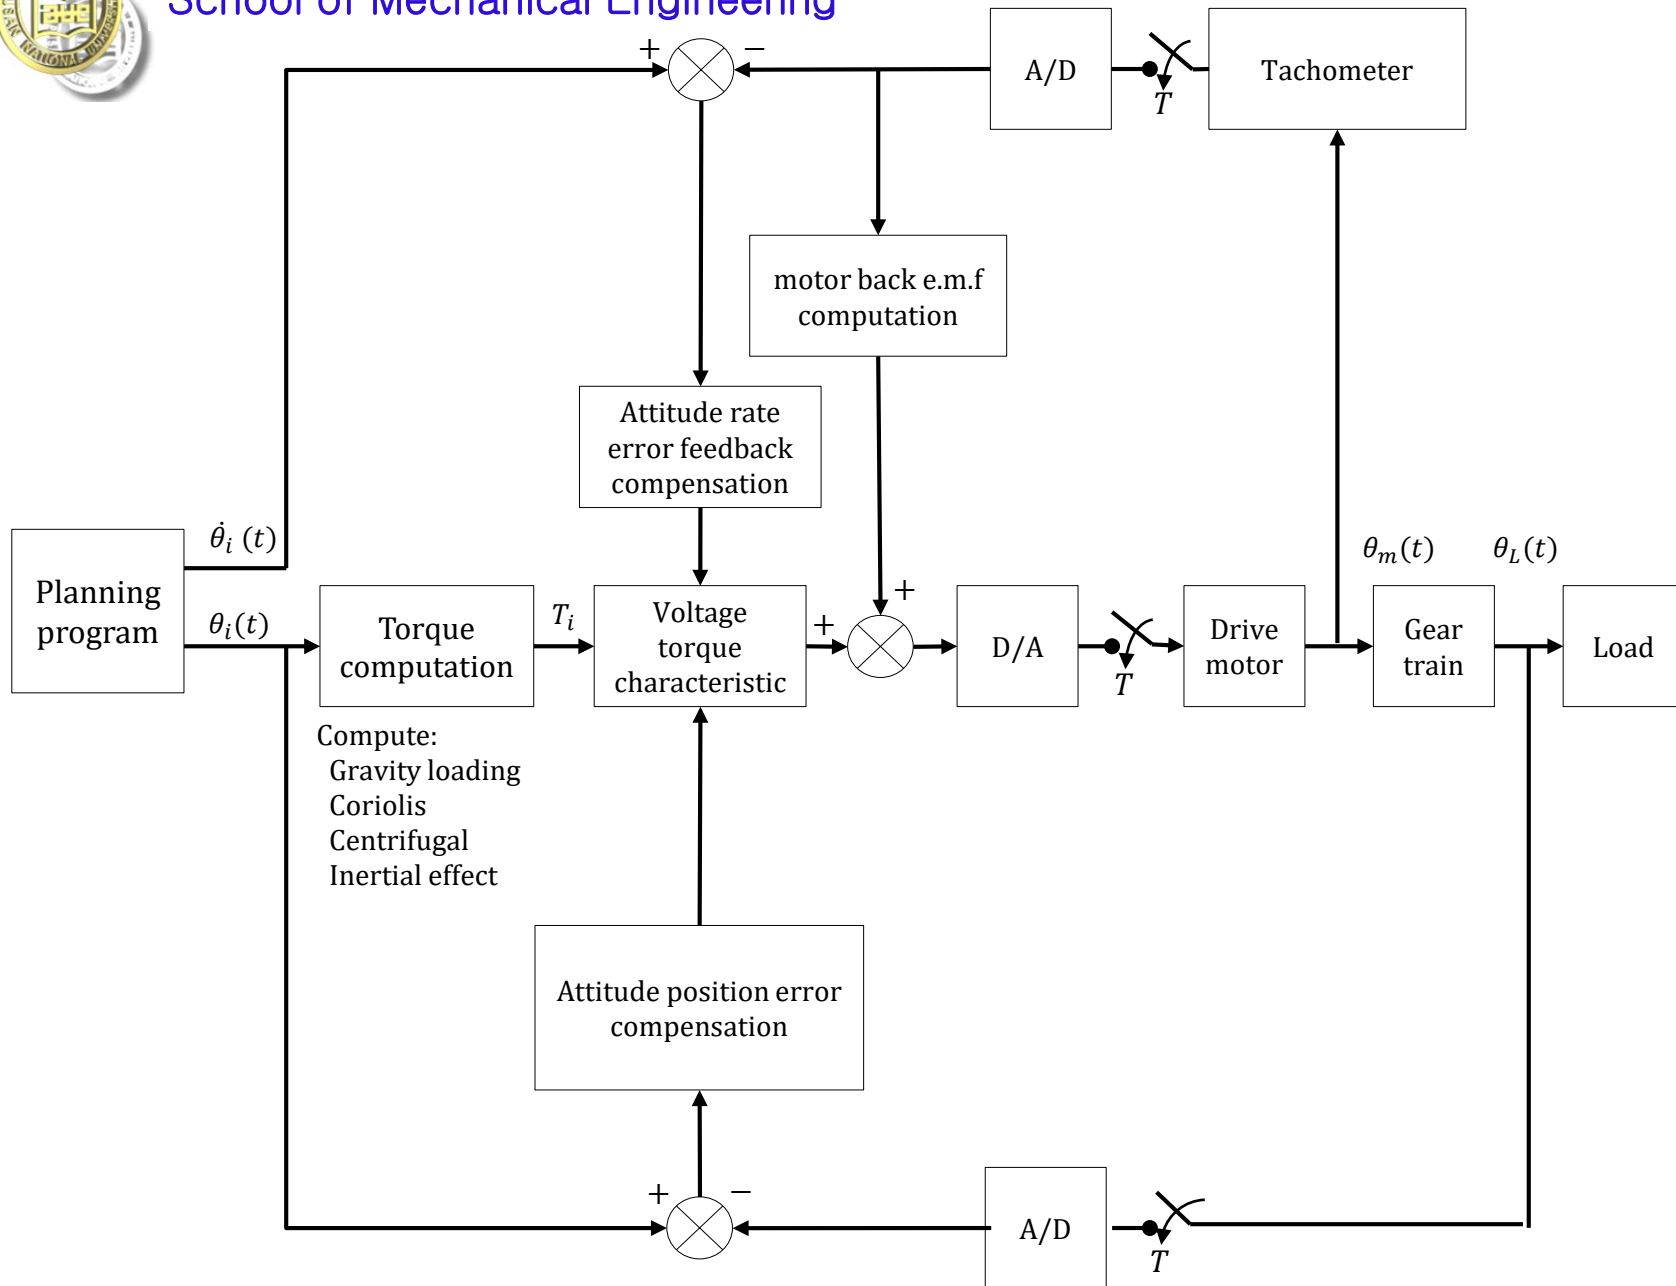 School of Mechanical Engineering
+ −
A/D
T
Tachometer
motor back e.m.f
computation
Attitude rate
error feedback
compensation
Planning
program
θ̇ᵢ (t)
θᵢ(t)
Torque
computation
Tᵢ
Voltage
torque
characteristic
+
+
D/A
T
Drive
motor
θₘ(t)
Gear
train
θ_L(t)
Load
Compute:
Gravity loading
Coriolis
Centrifugal
Inertial effect
Attitude position error
compensation
+ −
A/D
T